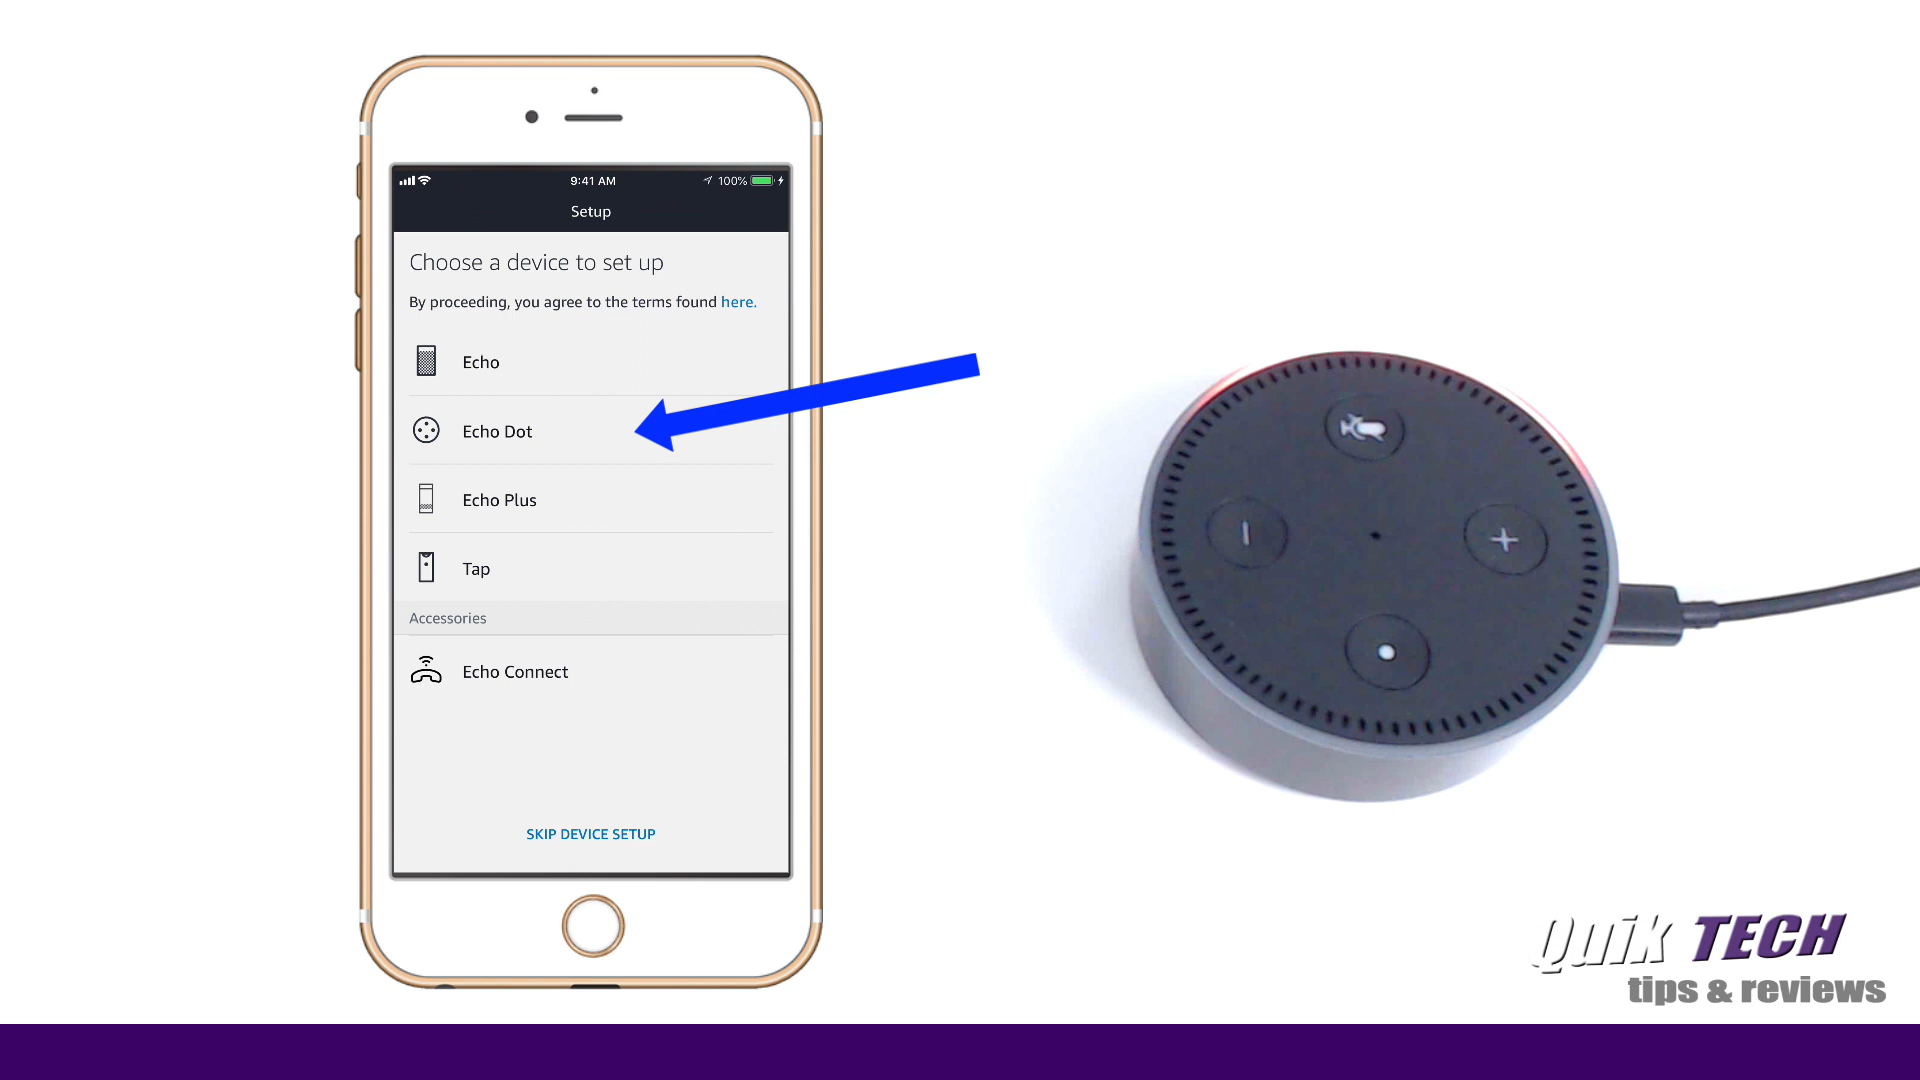 9:41 AM
100%
Setup
Choose a device to set up
By proceeding, you agree to the terms found here.
Echo
Echo Dot
Echo Plus
Tap
Accessories
Echo Connect
SKIP DEVICE SETUP
Quik TECH
tips & reviews